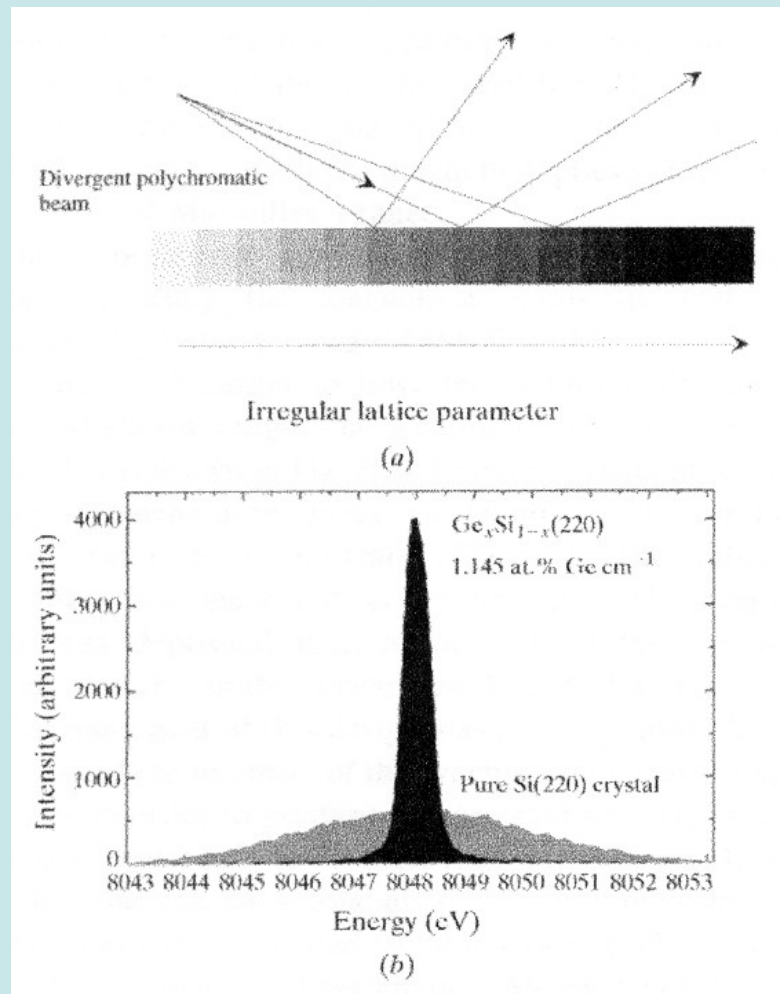 Divergent polychromatic
beam
Irregular lattice parameter
(a)
Intensity (arbitrary units)
4000
3000
2000
1000
0
GeₓSi₁₋ₓ(220)
1.145 at.% Ge cm⁻¹
Pure Si(220) crystal
8043 8044 8045 8046 8047 8048 8049 8050 8051 8052 8053
Energy (eV)
(b)